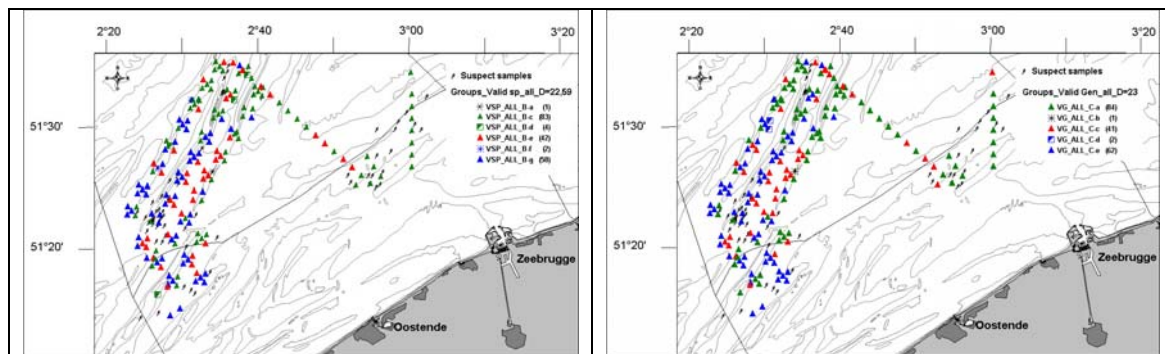 2°20 2°40 3°00 3°20
Suspect samples
Groups_Valid sp_all_D=22,59
VSP_ALL_B-a (1)
VSP_ALL_B-c (83)
VSP_ALL_B-d (4)
VSP_ALL_B-e (42)
VSP_ALL_B-f (2)
VSP_ALL_B-g (58)
51°30'
51°20'
Zeebrugge
Oostende
2°20 2°40 3°00 3°20
Suspect samples
Groups_Valid Gen_all_D=23
VG_ALL_C-a (84)
VG_ALL_C-b (1)
VG_ALL_C-c (41)
VG_ALL_C-d (2)
VG_ALL_C-e (62)
51°30'
51°20'
Zeebrugge
Oostende